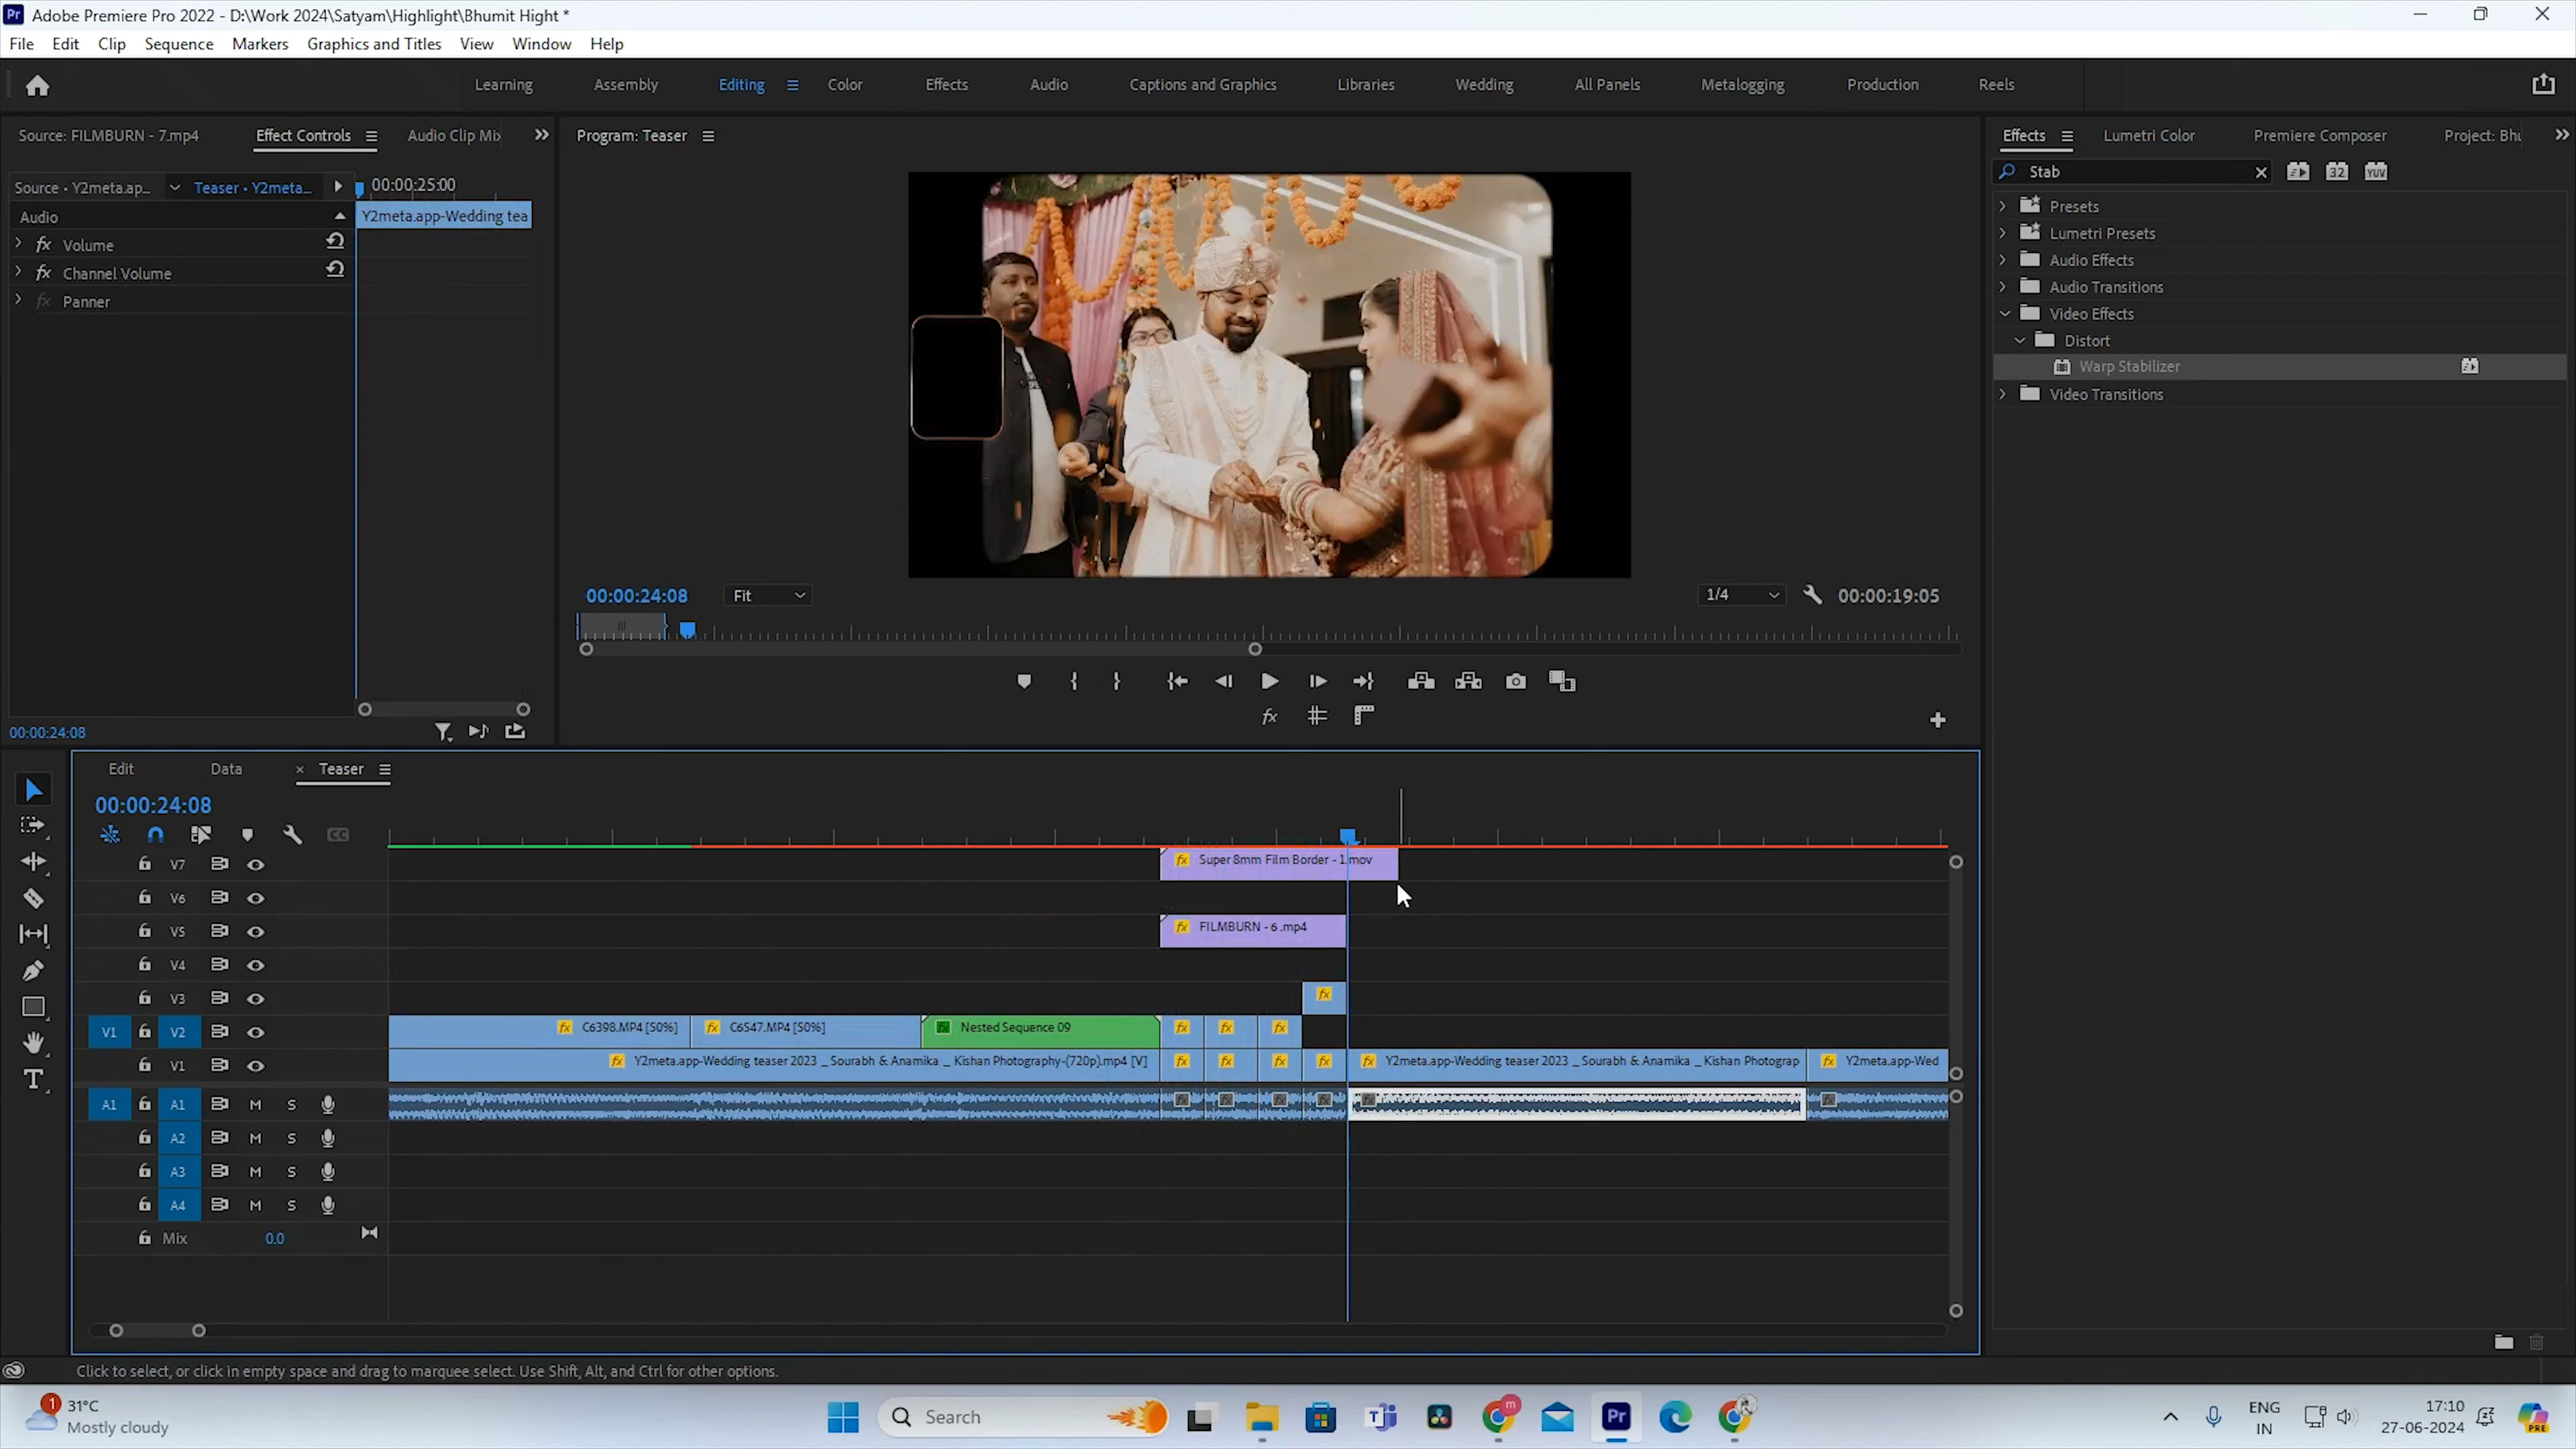 Adobe Premiere Pro 2022 - D:\Work 2024\Satyam\Highlight\Bhumit Hight *
File Edit Clip Sequence Markers Graphics and Titles View Window Help
Learning Assembly Editing Color Effects Audio Captions and Graphics Libraries Wedding All Panels Metalogging Production Reels
Source: FILMBURN - 7.mp4 Effect Controls Audio Clip Mix
Program: Teaser
Effects Lumetri Color Premiere Composer Project: Bhu
Stab
Source • Y2meta.ap... Teaser • Y2meta... 00:00:25:00
Audio
Y2meta.app-Wedding tea
Volume
Channel Volume
Panner
Presets
Lumetri Presets
Audio Effects
Audio Transitions
Video Effects
Distort
Warp Stabilizer
Video Transitions
00:00:24:08 Fit 1/4 00:00:19:05
00:00:24:08
Edit Data × Teaser
00:00:24:08
V7 Super 8mm Film Border - 1.mov
V6
V5 FILMBURN - 6 .mp4
V4
V3
V1 V2 C6398.MP4 [50%] C6547.MP4 [50%] Nested Sequence 09
V1 Y2meta.app-Wedding teaser 2023 _ Sourabh & Anamika _ Kishan Photography-(720p).mp4 [V] Y2meta.app-Wedding teaser 2023 _ Sourabh & Anamika _ Kishan Photograp Y2meta.app-Wed
A1 A1 M S
A2 M S
A3 M S
A4 M S
Mix 0.0
Click to select, or click in empty space and drag to marquee select. Use Shift, Alt, and Ctrl for other options.
1 31°C
Mostly cloudy
Search
Pr
ENG
IN
17:10
27-06-2024
PRE